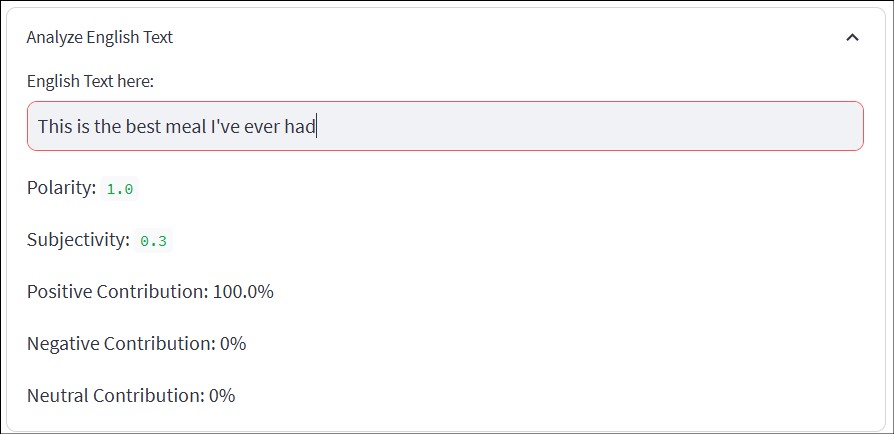 Analyze English Text
English Text here:
This is the best meal I've ever had
Polarity: 1.0
Subjectivity: 0.3
Positive Contribution: 100.0%
Negative Contribution: 0%
Neutral Contribution: 0%